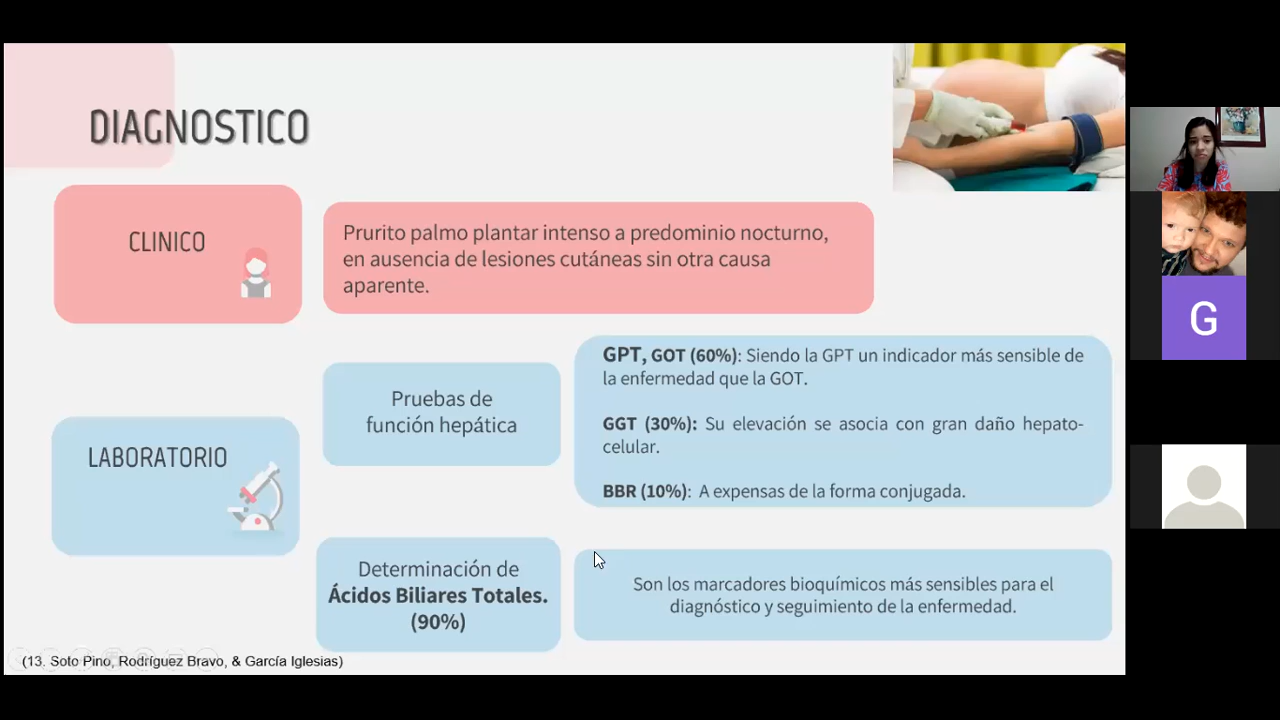 DIAGNOSTICO
CLINICO
Prurito palmo plantar intenso a predominio nocturno,
en ausencia de lesiones cutáneas sin otra causa
aparente.
LABORATORIO
Pruebas de
función hepática
GPT, GOT (60%): Siendo la GPT un indicador más sensible de
la enfermedad que la GOT.
GGT (30%): Su elevación se asocia con gran daño hepato-
celular.
BBR (10%): A expensas de la forma conjugada.
Determinación de
Ácidos Biliares Totales.
(90%)
Son los marcadores bioquímicos más sensibles para el
diagnóstico y seguimiento de la enfermedad.
(13. Soto Pino, Rodríguez Bravo, & García Iglesias)
G